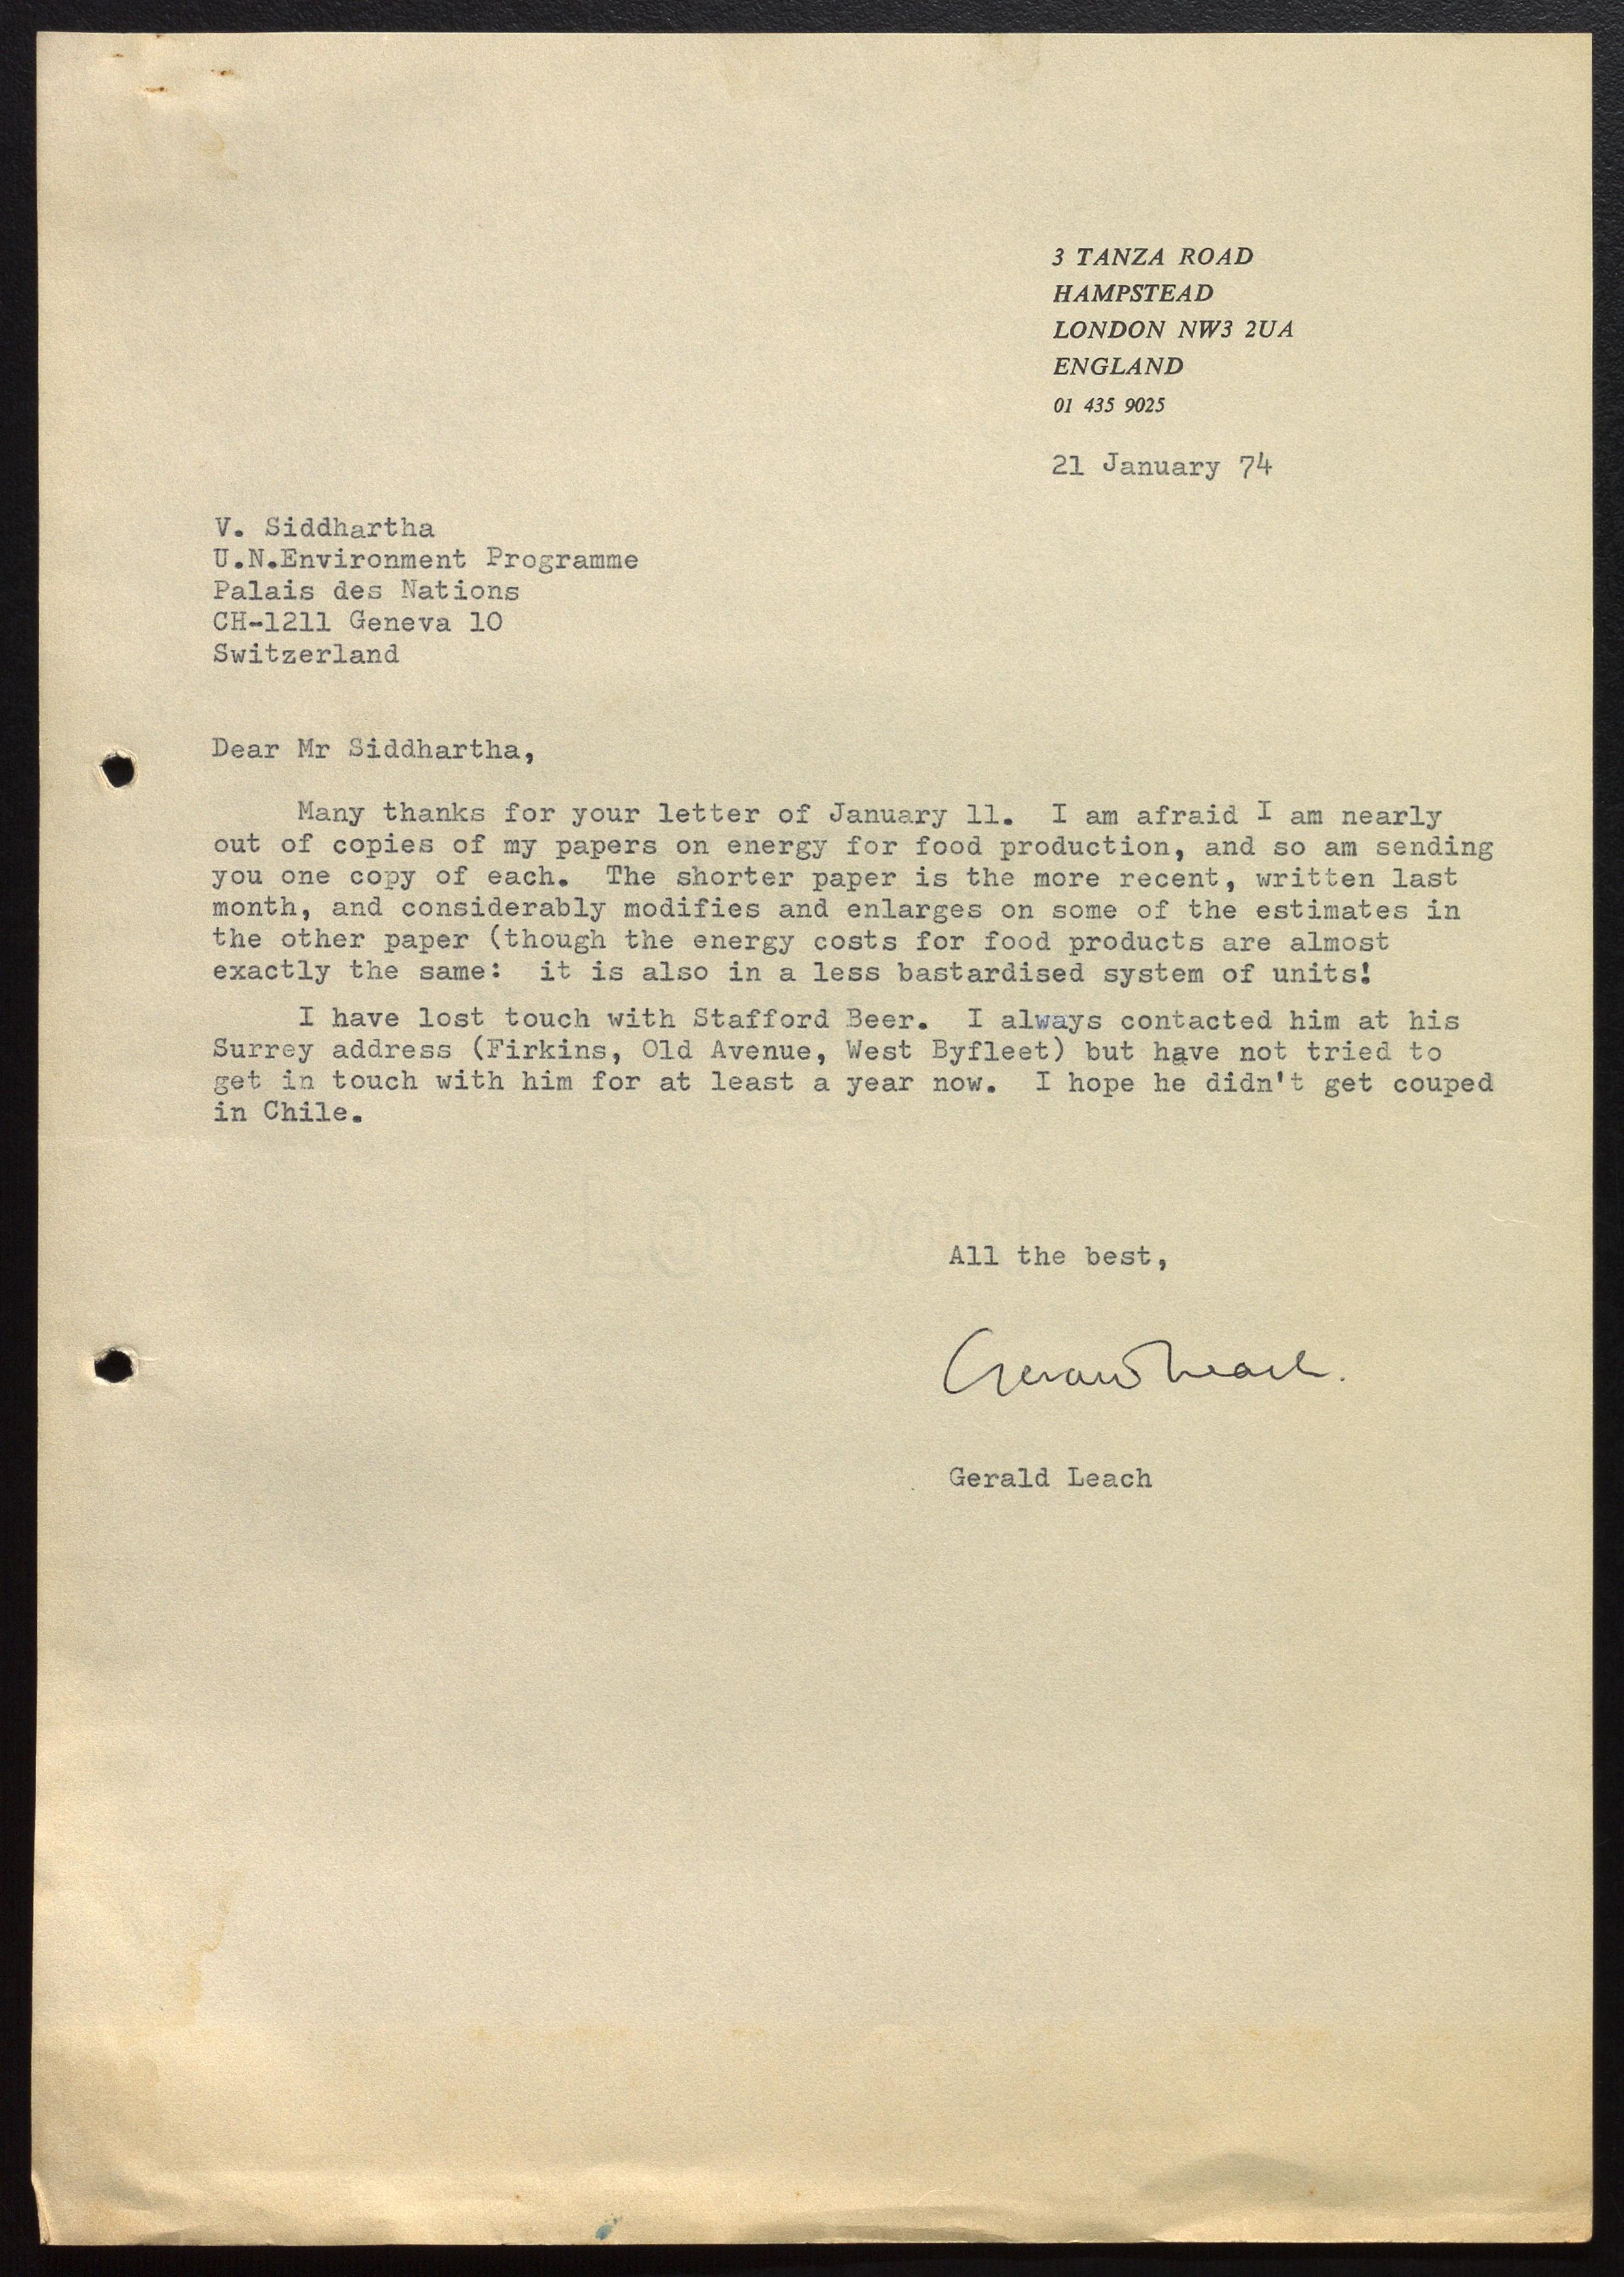 3 TANZA ROAD
HAMPSTEAD
LONDON NW3 2UA
ENGLAND
01 435 9025
21 January 74
V. Siddhartha
U.N.Environment Programme
Palais des Nations
CH-1211 Geneva 10
Switzerland
Dear Mr Siddhartha,
Many thanks for your letter of January 11. I am afraid I am nearly
out of copies of my papers on energy for food production, and so am sending
you one copy of each. The shorter paper is the more recent, written last
month, and considerably modifies and enlarges on some of the estimates in
the other paper (though the energy costs for food products are almost
exactly the same: it is also in a less bastardised system of units!
I have lost touch with Stafford Beer. I always contacted him at his
Surrey address (Firkins, Old Avenue, West Byfleet) but have not tried to
get in touch with him for at least a year now. I hope he didn't get couped
in Chile.
All the best,
Gerald Leach.
Gerald Leach